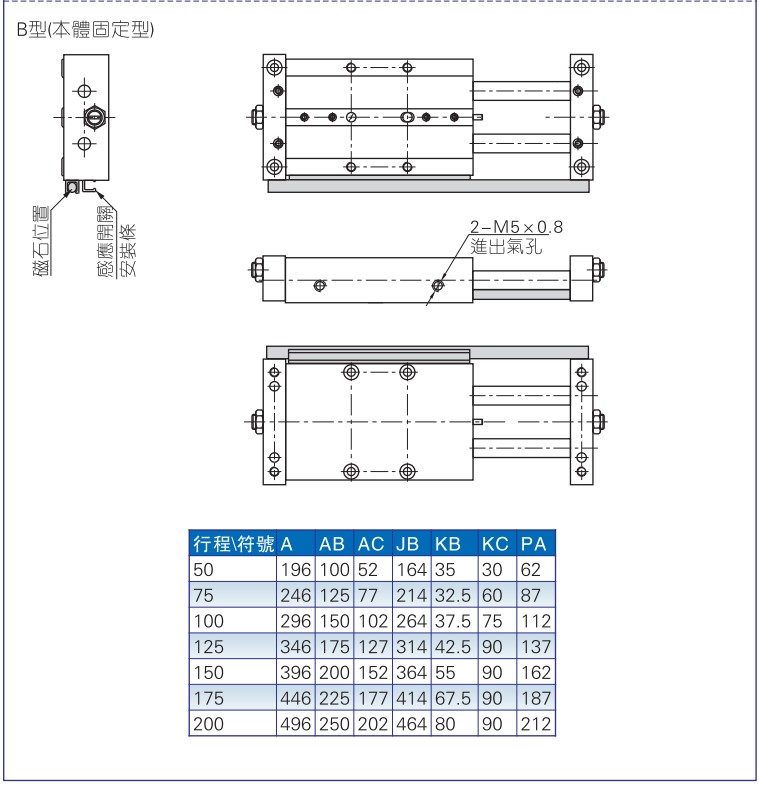 B型(本體固定型)
磁石位置
感應開關
安裝條
2-M5×0.8
進出氣孔
行程\符號 A AB AC JB KB KC PA
50 196 100 52 164 35 30 62
75 246 125 77 214 32.5 60 87
100 296 150 102 264 37.5 75 112
125 346 175 127 314 42.5 90 137
150 396 200 152 364 55 90 162
175 446 225 177 414 67.5 90 187
200 496 250 202 464 80 90 212